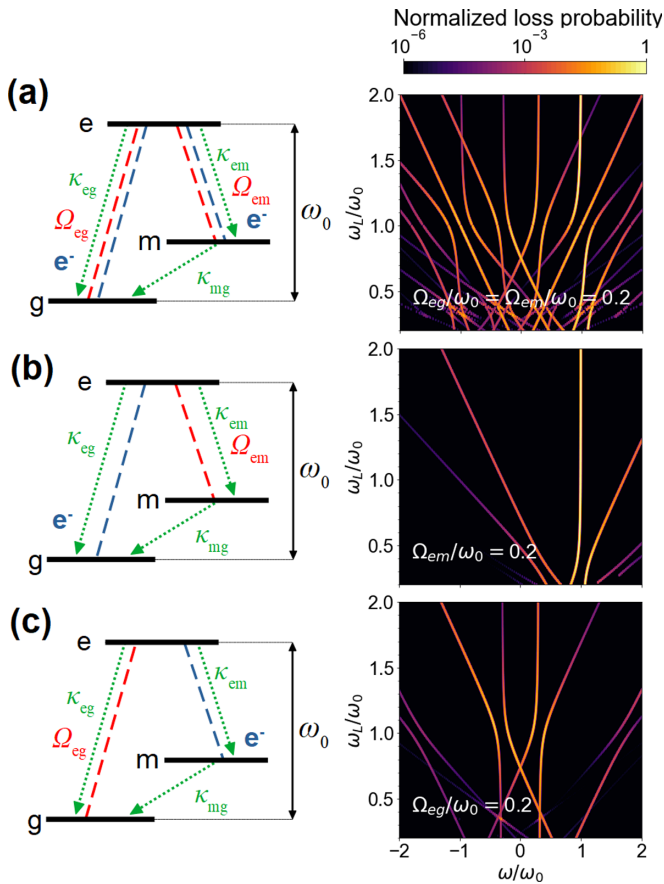 Normalized loss probability
10⁻⁶ 10⁻³ 1
(a)
e
κeg
Ωeg
e⁻
κem
Ωem
e⁻
ω₀
m
κmg
g
2.0
1.5
1.0
0.5
ωL/ω₀
Ωeg/ω₀ = Ωem/ω₀ = 0.2
(b)
e
κeg
κem
Ωem
ω₀
m
e⁻
κmg
g
2.0
1.5
1.0
0.5
ωL/ω₀
Ωem/ω₀ = 0.2
(c)
e
κeg
Ωeg
κem
ω₀
e⁻
m
κmg
g
2.0
1.5
1.0
0.5
ωL/ω₀
Ωeg/ω₀ = 0.2
−2 −1 0 1 2
ω/ω₀